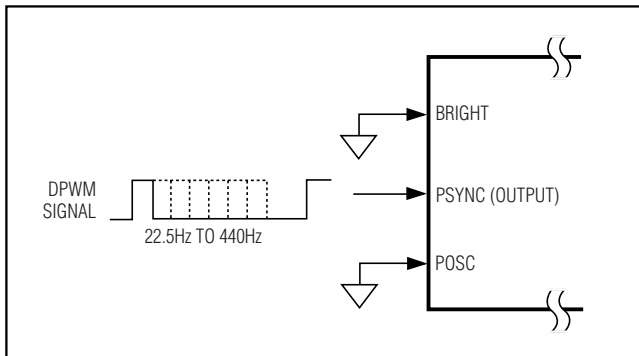 BRIGHT
DPWM
SIGNAL
PSYNC (OUTPUT)
22.5Hz TO 440Hz
POSC